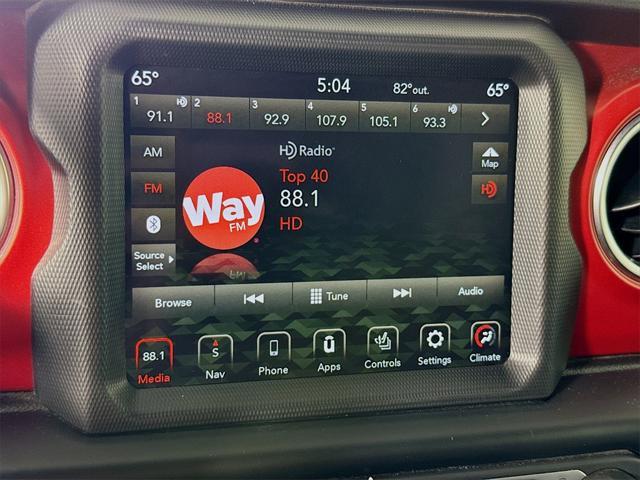 65° 5:04 82°out. 65°
1 2 3 4 5 6
91.1 88.1 92.9 107.9 105.1 93.3
AM
FM
Source
Select
Way
FM
HD Radio
Top 40
88.1
HD
Map
HD
Browse Tune Audio
88.1 S u
Media Nav Phone Apps Controls Settings Climate